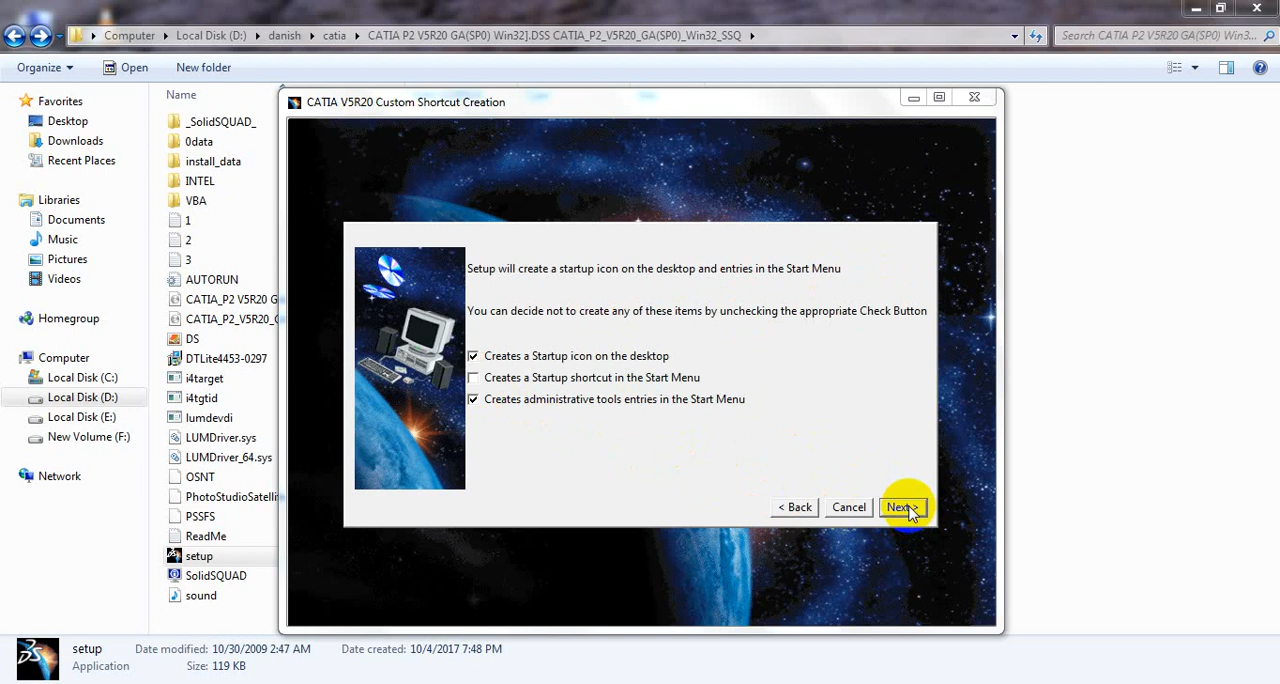 Computer ▸ Local Disk (D:) ▸ danish ▸ catia ▸ CATIA P2 V5R20 GA(SP0) Win32].DSS CATIA_P2_V5R20_GA(SP0)_Win32_SSQ ▸
Search CATIA P2 V5R20 GA(SP0) Win3...
Organize
Open
New folder
Favorites
Desktop
Downloads
Recent Places
Libraries
Documents
Music
Pictures
Videos
Homegroup
Computer
Local Disk (C:)
Local Disk (D:)
Local Disk (E:)
New Volume (F:)
Network
Name
_SolidSQUAD_
0data
install_data
INTEL
VBA
1
2
3
AUTORUN
CATIA_P2 V5R20 G
CATIA_P2_V5R20_
DS
DTLite4453-0297
i4target
i4tgtid
lumdevdi
LUMDriver.sys
LUMDriver_64.sys
OSNT
PhotoStudioSatelli
PSSFS
ReadMe
setup
SolidSQUAD
sound
CATIA V5R20 Custom Shortcut Creation
Setup will create a startup icon on the desktop and entries in the Start Menu
You can decide not to create any of these items by unchecking the appropriate Check Button
Creates a Startup icon on the desktop
Creates a Startup shortcut in the Start Menu
Creates administrative tools entries in the Start Menu
< Back
Cancel
Next >
setup
Date modified: 10/30/2009 2:47 AM
Date created: 10/4/2017 7:48 PM
Application
Size: 119 KB